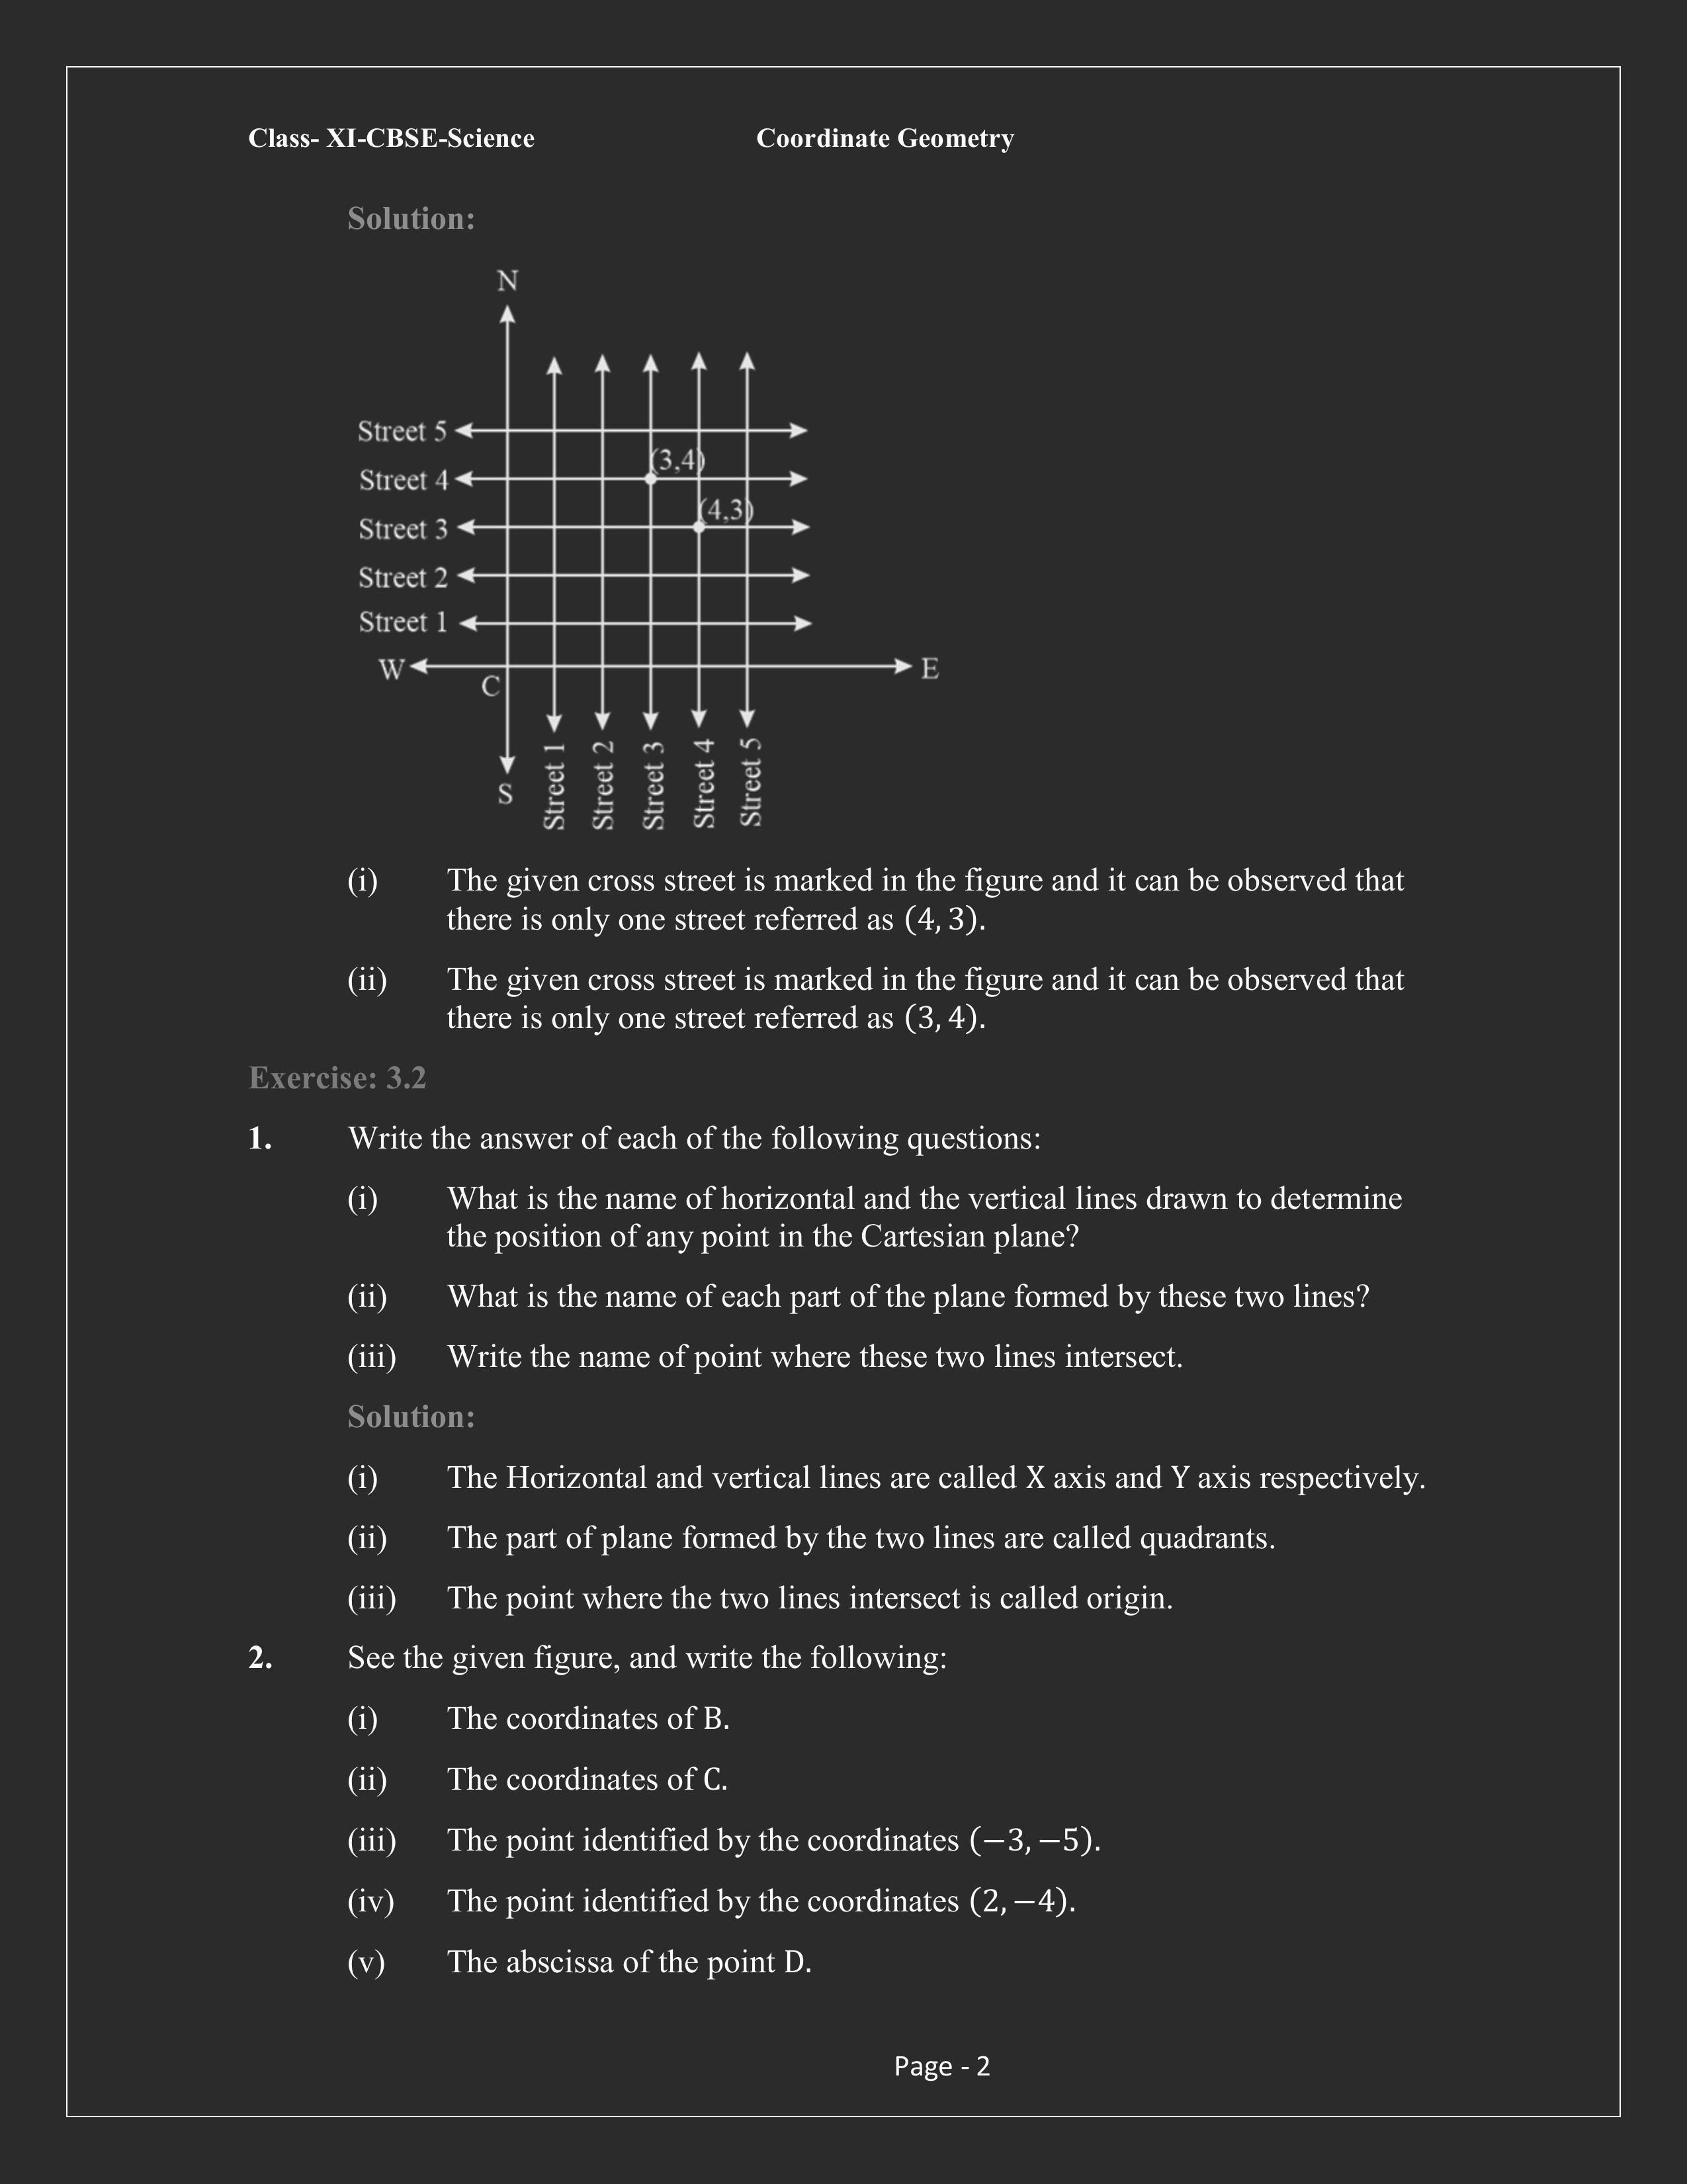 Class- XI-CBSE-Science Coordinate Geometry
Solution:
N
Street 5
(3,4)
Street 4
(4,3)
Street 3
Street 2
Street 1
W E
C
S
Street 1 Street 2 Street 3 Street 4 Street 5
(i) The given cross street is marked in the figure and it can be observed that
there is only one street referred as (4, 3).
(ii) The given cross street is marked in the figure and it can be observed that
there is only one street referred as (3, 4).
Exercise: 3.2
1. Write the answer of each of the following questions:
(i) What is the name of horizontal and the vertical lines drawn to determine
the position of any point in the Cartesian plane?
(ii) What is the name of each part of the plane formed by these two lines?
(iii) Write the name of point where these two lines intersect.
Solution:
(i) The Horizontal and vertical lines are called X axis and Y axis respectively.
(ii) The part of plane formed by the two lines are called quadrants.
(iii) The point where the two lines intersect is called origin.
2. See the given figure, and write the following:
(i) The coordinates of B.
(ii) The coordinates of C.
(iii) The point identified by the coordinates (−3, −5).
(iv) The point identified by the coordinates (2, −4).
(v) The abscissa of the point D.
Page - 2